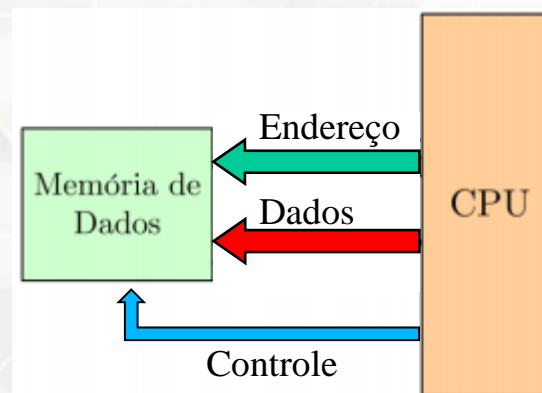 Endereço
Memória de
Dados
Dados
CPU
Controle